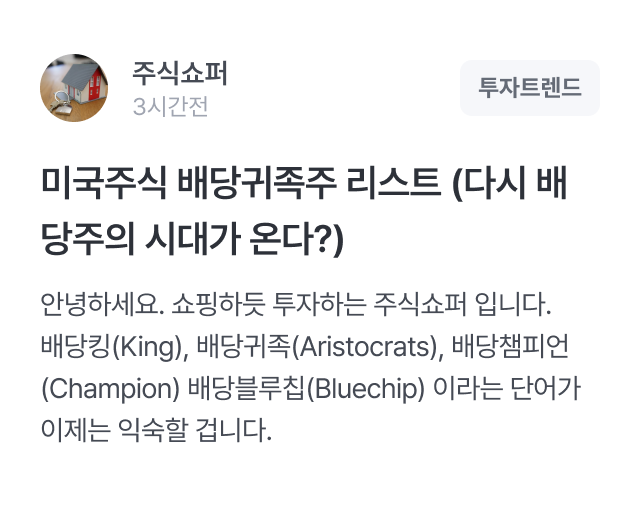 주식쇼퍼
3시간전
투자트렌드
미국주식 배당귀족주 리스트 (다시 배
당주의 시대가 온다?)
안녕하세요. 쇼핑하듯 투자하는 주식쇼퍼 입니다.
배당킹(King), 배당귀족(Aristocrats), 배당챔피언
(Champion) 배당블루칩(Bluechip) 이라는 단어가
이제는 익숙할 겁니다.